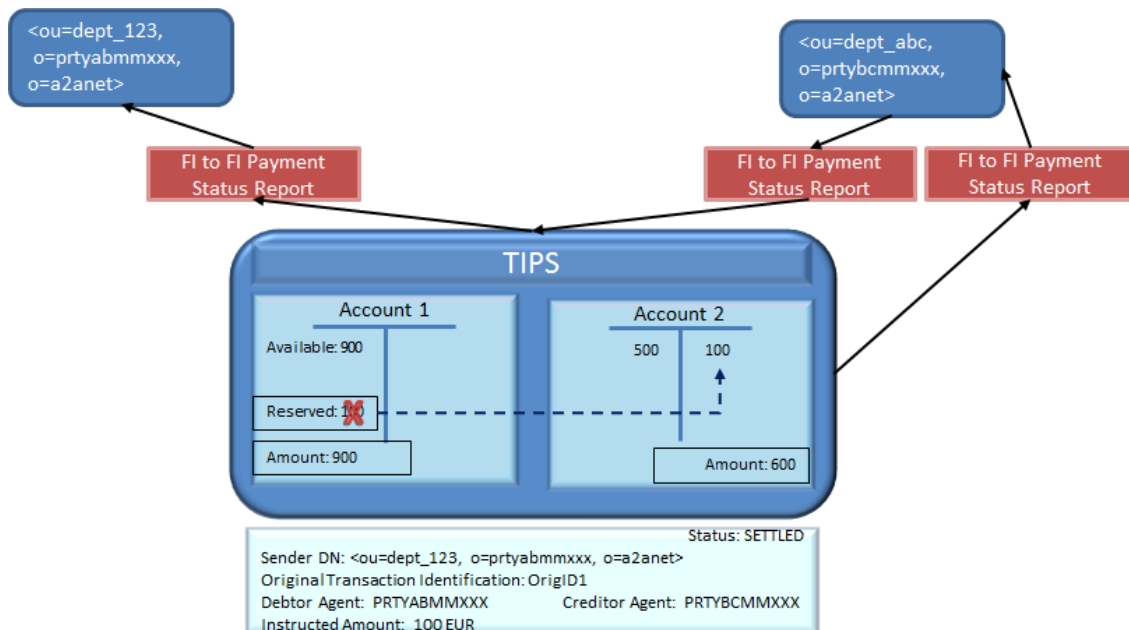 <ou=dept_123,
o=prtyabmmxxx,
o=a2anet>
<ou=dept_abc,
o=prtybcmmxxx,
o=a2anet>
FI to FI Payment
Status Report
FI to FI Payment
Status Report
FI to FI Payment
Status Report
TIPS
Account 1
Available: 900
Reserved:
Amount: 900
Account 2
500 100
Amount: 600
Status: SETTLED
Sender DN: <ou=dept_123, o=prtyabmmxxx, o=a2anet>
Original Transaction Identification: OrigID1
Debtor Agent: PRTYABMMXXX Creditor Agent: PRTYBCMMXXX
Instructed Amount: 100 EUR